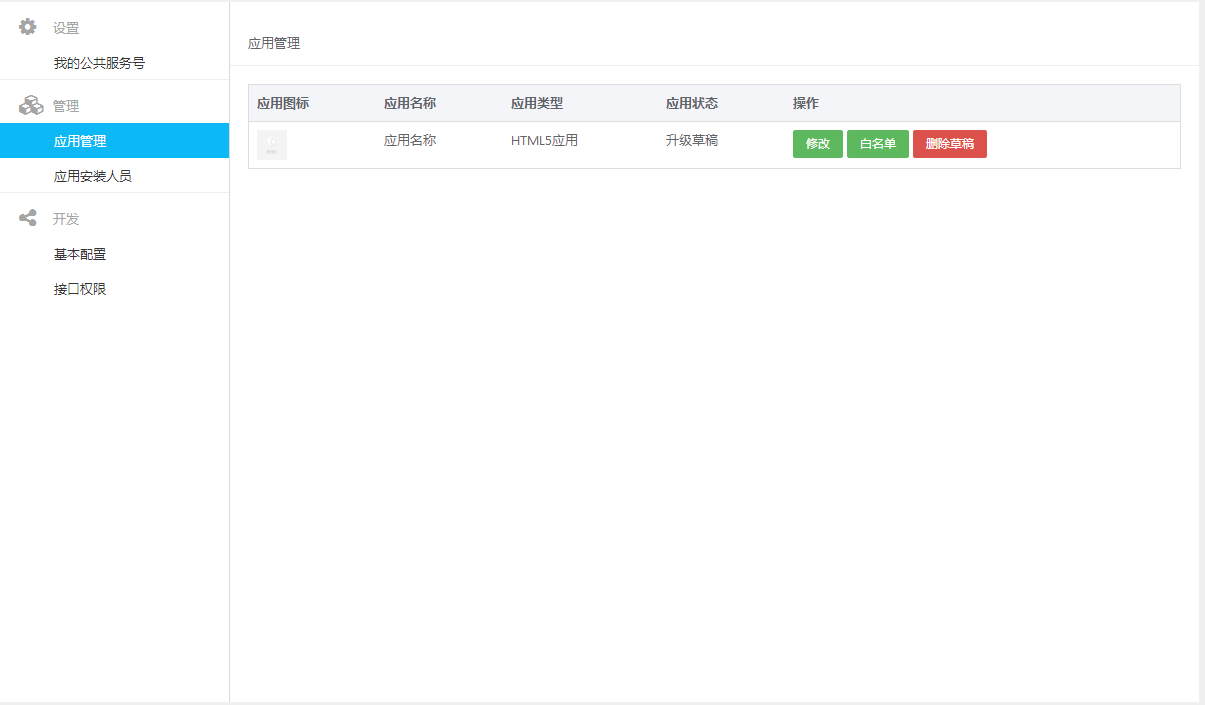 设置
我的公共服务号
管理
应用管理
应用安装人员
开发
基本配置
接口权限
应用管理
应用图标 应用名称 应用类型 应用状态 操作
应用名称 HTML5应用 升级草稿 修改 白名单 删除草稿